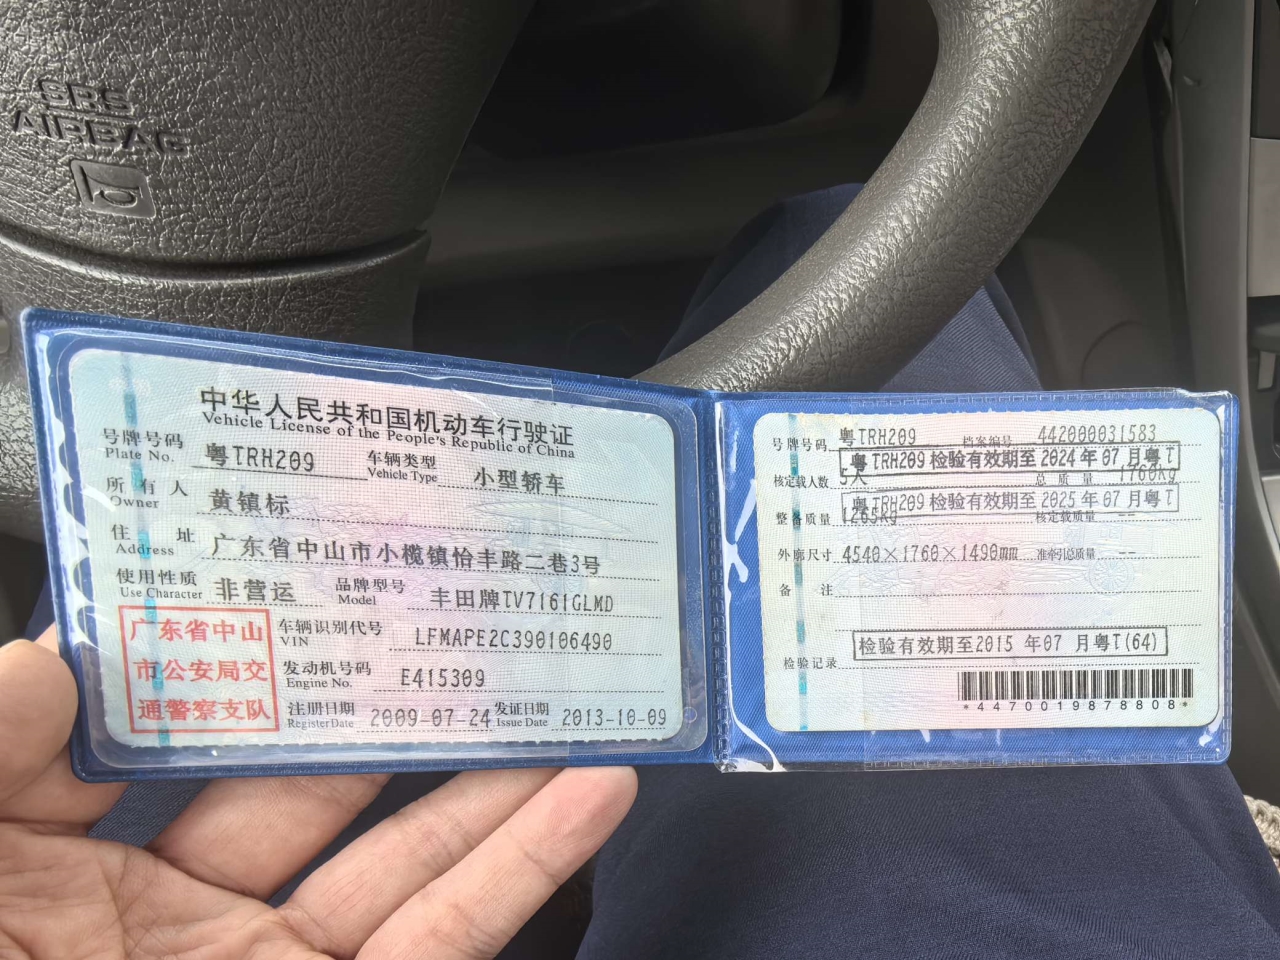 SRS
AIRBAG
中华人民共和国机动车行驶证
Vehicle License of the People's Republic of China
号牌号码 粤TRH209 车辆类型 小型轿车
Plate No. Vehicle Type
所有人 黄镇标
Owner
住址 广东省中山市小榄镇怡丰路二巷3号
Address
使用性质 非营运 品牌型号 丰田牌TV7161GLMD
Use Character Model
广东省中山
市公安局交
通警察支队
车辆识别代号 LFMAPE2C390106490
VIN
发动机号码 E415309
Engine No.
注册日期 2009-07-24 发证日期 2013-10-09
Register Date Issue Date
号牌号码 粤TRH209 档案编号 442000031583
粤TRH209检验有效期至2024年07月粤T
核定载人数 5人 总质量 1760kg
粤TRH209检验有效期至2025年07月粤T
整备质量 1265kg 核定载质量 --
外廓尺寸 4540×1760×1490mm 准牵引总质量 --
备注
检验有效期至2015年07月粤T(64)
检验记录
*4470019878808*